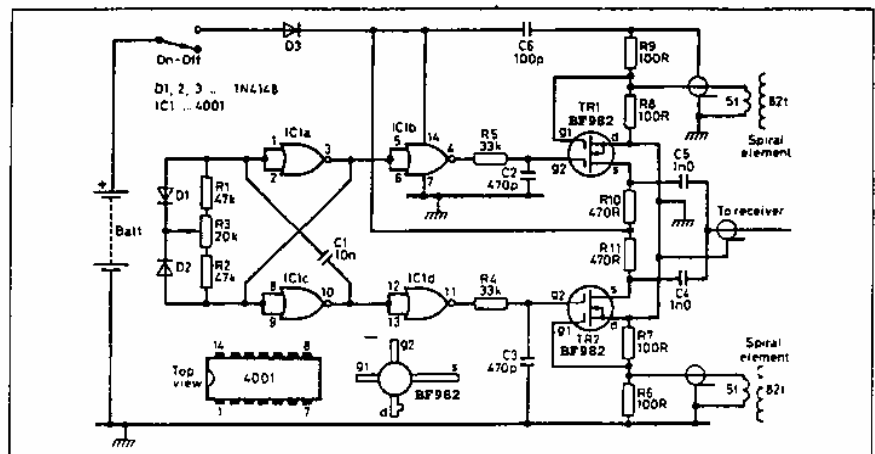 On-Off
D3
D1, 2, 3 .. 1N4148
IC1 ... 4001
C6
100p
R9
100R
R8
100R
5t
82t
Spiral
element
TR1
BF982
g1
g2
d
s
IC1a
1
2
3
IC1b
5
6
14
4
7
R5
33k
C2
470p
C5
1n0
R10
470R
R11
470R
To receiver
+
Batt
D1
D2
R1
47k
R3
20k
R2
47k
C1
10n
IC1c
8
9
10
IC1d
12
13
11
R4
33k
C3
470p
g2
g1
s
d
TR2
BF982
C4
1n0
R7
100R
R6
100R
Spiral
element
5t
82t
14
8
Top
view
4001
1
7
g2
g1
s
d
BF982